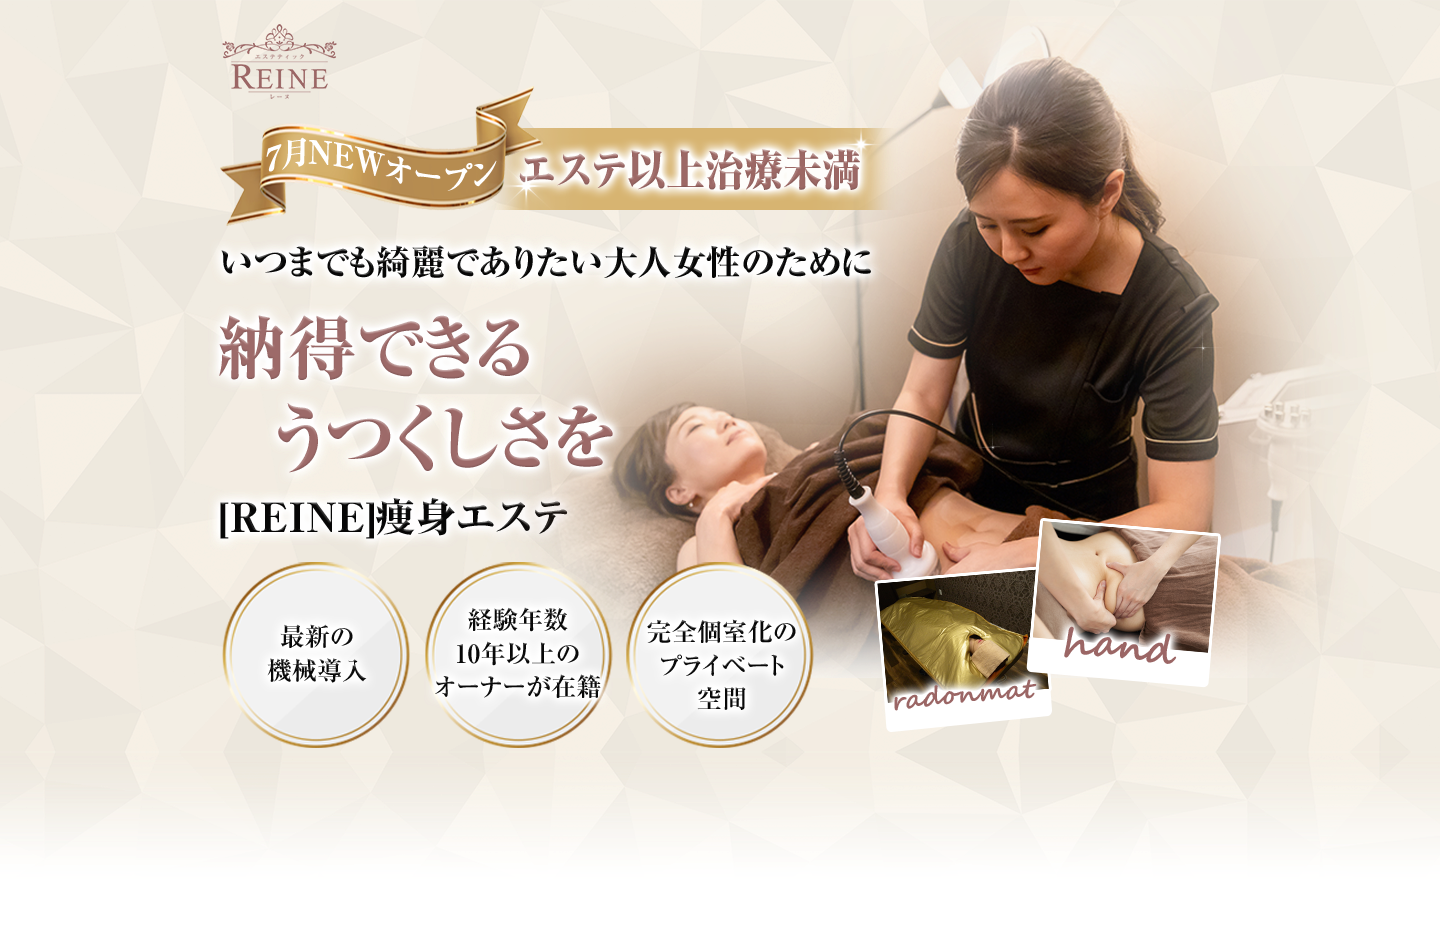 エステティック
REINE
レーヌ
7月NEWオープン
エステ以上治療未満
いつまでも綺麗でありたい大人女性のために
納得できる
うつくしさを
[REINE]痩身エステ
最新の
機械導入
経験年数
10年以上の
オーナーが在籍
完全個室化の
プライベート
空間
radonmat
hand